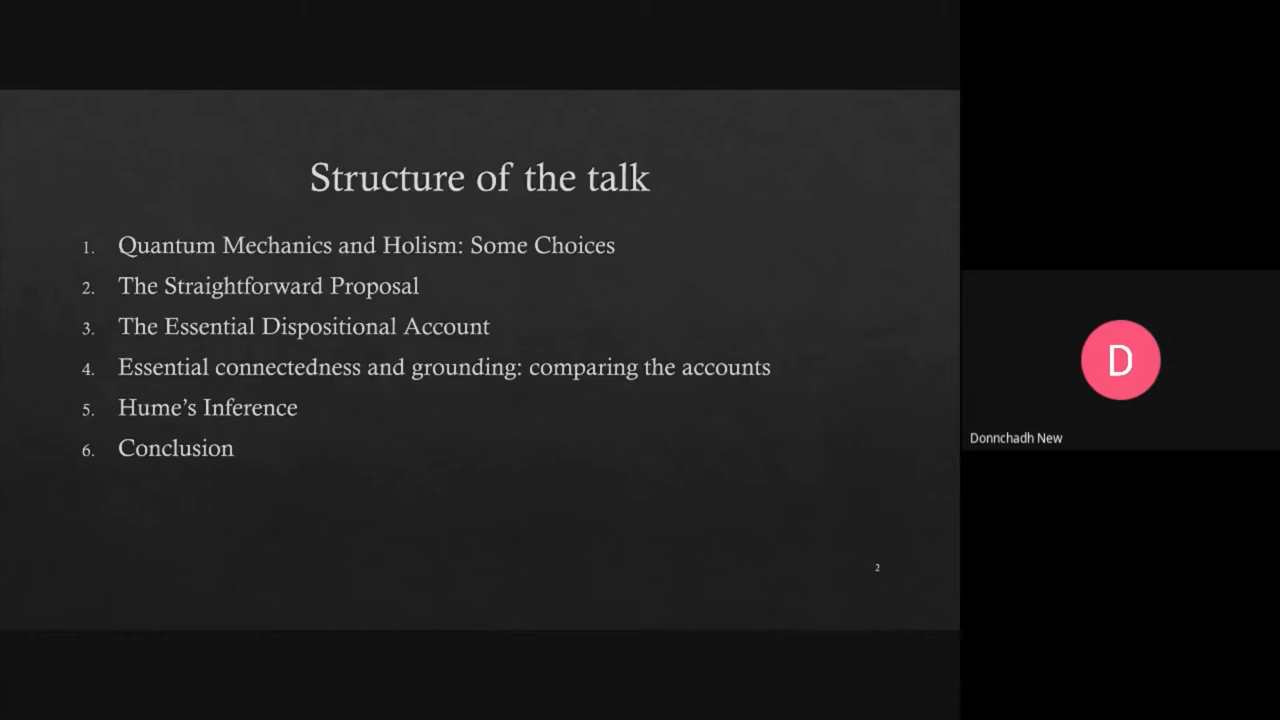 Structure of the talk
1. Quantum Mechanics and Holism: Some Choices
2. The Straightforward Proposal
3. The Essential Dispositional Account
4. Essential connectedness and grounding: comparing the accounts
5. Hume’s Inference
6. Conclusion
2
D
Donnchadh New